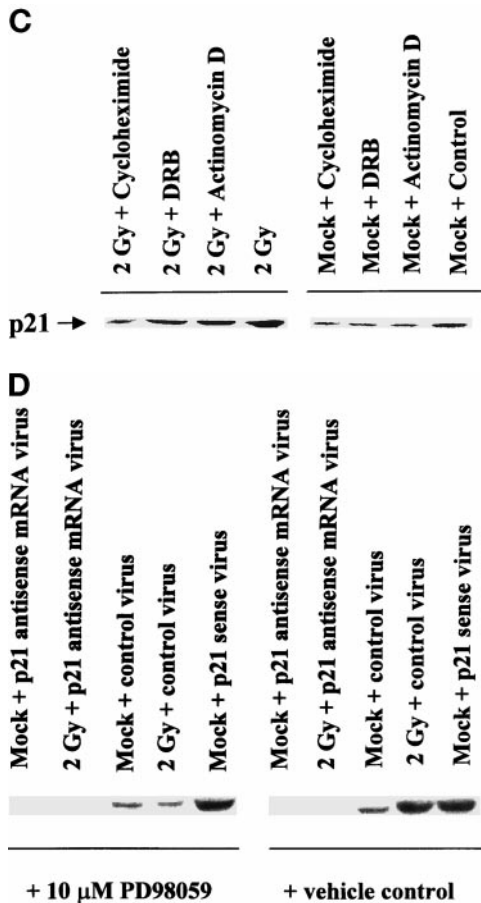 C
2 Gy + Cycloheximide
2 Gy + DRB
2 Gy + Actinomycin D
2 Gy
Mock + Cycloheximide
Mock + DRB
Mock + Actinomycin D
Mock + Control
p21 →
D
Mock + p21 antisense mRNA virus
2 Gy + p21 antisense mRNA virus
Mock + control virus
2 Gy + control virus
Mock + p21 sense virus
Mock + p21 antisense mRNA virus
2 Gy + p21 antisense mRNA virus
Mock + control virus
2 Gy + control virus
Mock + p21 sense virus
+ 10 µM PD98059
+ vehicle control